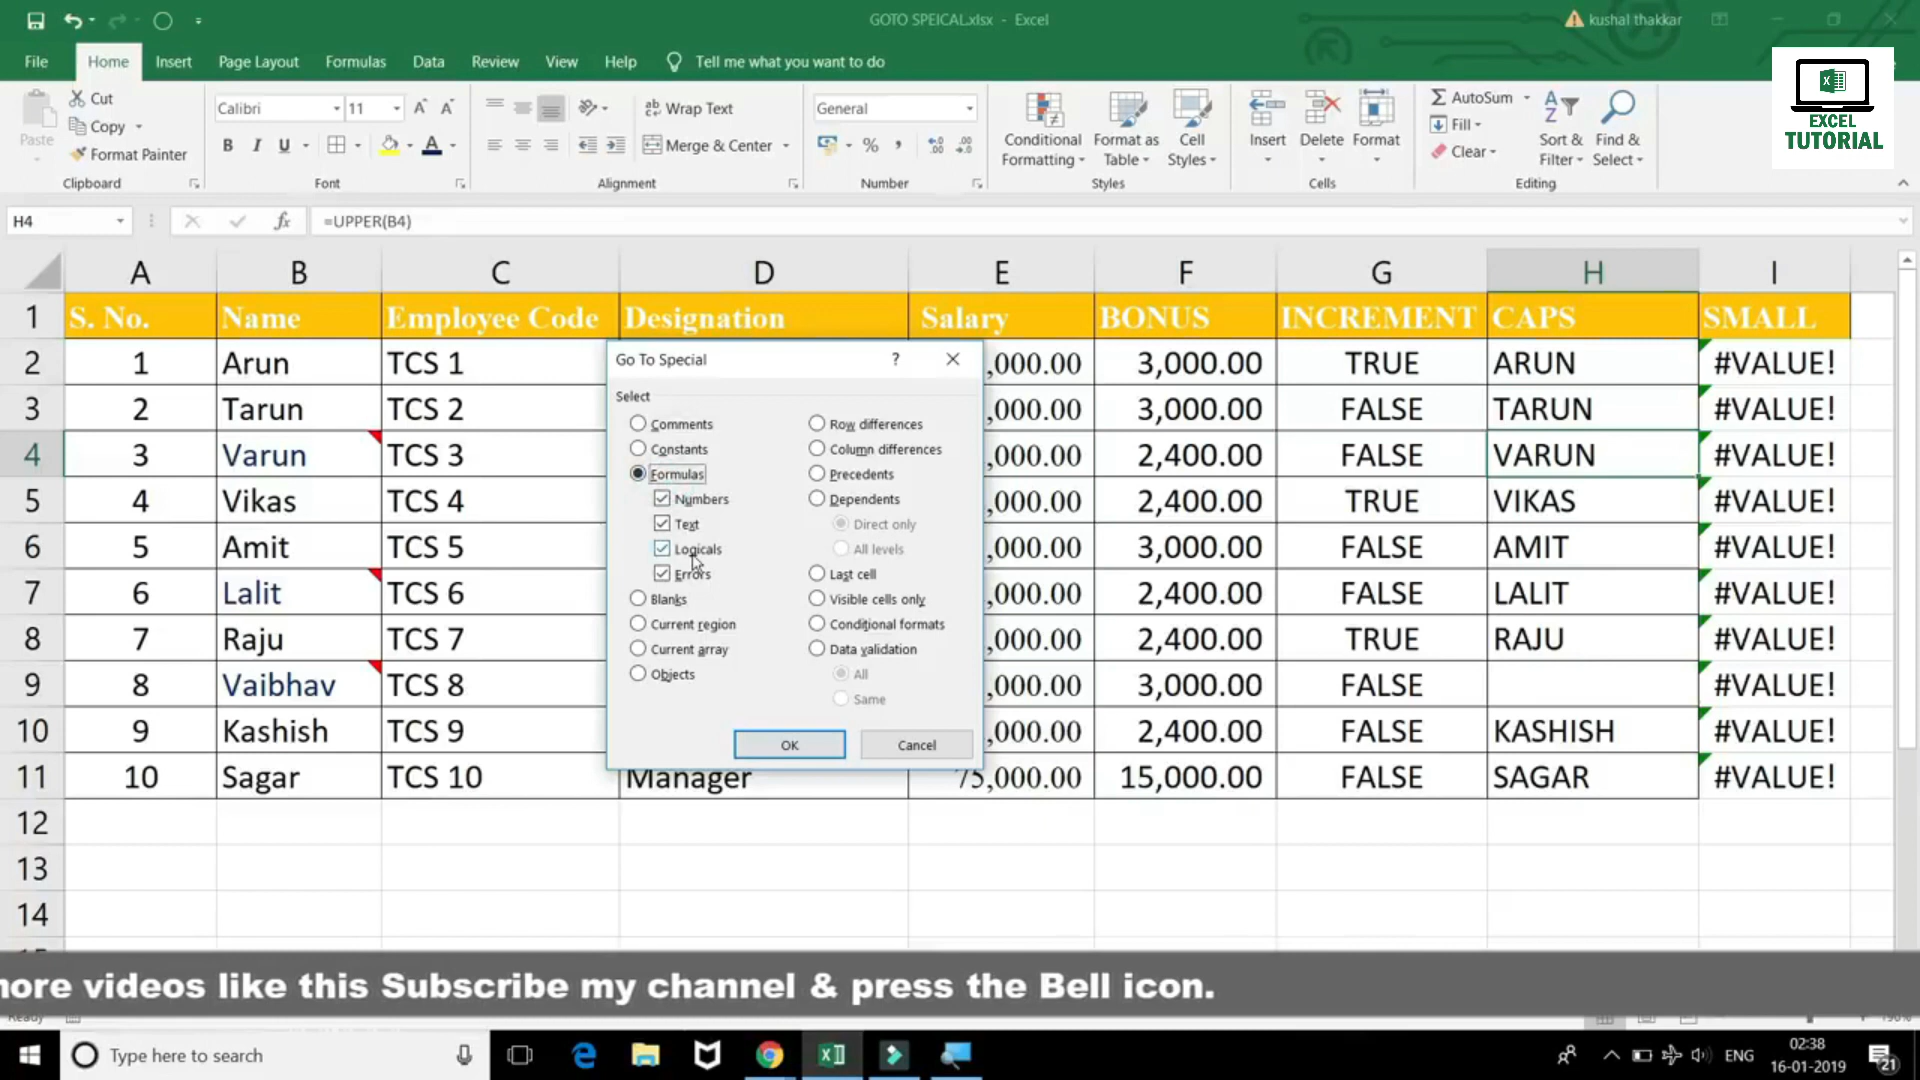 GOTO SPEICAL.xlsx - Excel
kushal thakkar
File Home Insert Page Layout Formulas Data Review View Help Tell me what you want to do
EXCEL
TUTORIAL
Paste
Cut
Copy
Format Painter
Clipboard
Calibri 11
B I U A
Font
Wrap Text
Merge & Center
Alignment
General
%
Number
Conditional Formatting
Format as Table
Cell Styles
Styles
Insert Delete Format
Cells
AutoSum
Fill
Clear
Sort & Filter
Find & Select
Editing
H4 fx =UPPER(B4)
A B C D E F G H I
1 S. No. Name Employee Code Designation Salary BONUS INCREMENT CAPS SMALL
2 1 Arun TCS 1 ,000.00 3,000.00 TRUE ARUN #VALUE!
3 2 Tarun TCS 2 ,000.00 3,000.00 FALSE TARUN #VALUE!
4 3 Varun TCS 3 ,000.00 2,400.00 FALSE VARUN #VALUE!
5 4 Vikas TCS 4 ,000.00 2,400.00 TRUE VIKAS #VALUE!
6 5 Amit TCS 5 ,000.00 3,000.00 FALSE AMIT #VALUE!
7 6 Lalit TCS 6 ,000.00 2,400.00 FALSE LALIT #VALUE!
8 7 Raju TCS 7 ,000.00 2,400.00 TRUE RAJU #VALUE!
9 8 Vaibhav TCS 8 ,000.00 3,000.00 FALSE #VALUE!
10 9 Kashish TCS 9 ,000.00 2,400.00 FALSE KASHISH #VALUE!
11 10 Sagar TCS 10 Manager 75,000.00 15,000.00 FALSE SAGAR #VALUE!
12
13
14
Go To Special ?
Select
Comments
Constants
Formulas
Numbers
Text
Logicals
Errors
Blanks
Current region
Current array
Objects
Row differences
Column differences
Precedents
Dependents
Direct only
All levels
Last cell
Visible cells only
Conditional formats
Data validation
All
Same
OK Cancel
more videos like this Subscribe my channel & press the Bell icon.
Type here to search
ENG
02:38
16-01-2019
21